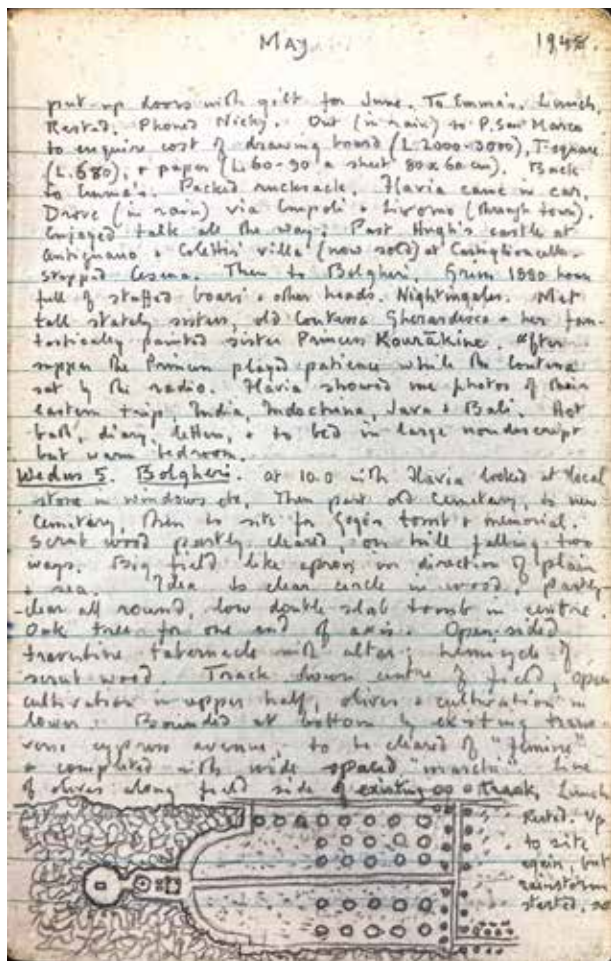 May 1948.
put up doors with gilt for June. To Emma's. Lunch.
Rested. Phoned Nicky. Out (in rain) to P. San Marco
to enquire cost of drawing board (L.2000-3000), T-square
(L.680), + paper (L.60-90 a sheet 80x60 cm). Back
to Emma's. Packed rucksack. Flavia came in car.
Drove (in rain) via Empoli + Livorno (through town).
Enjoyed talk all the way. Past Hugh's castle at
Antignano + Coletti's villa (now sold) at Castiglioncello.
Stopped Cecina. Then to Bolgheri. Grim 1880 house
full of stuffed boars + other heads. Nightingales. Met
tall stately sisters, old Contessa Gherardesca + her fan-
tastically painted sister Princess Kourākine. After
supper the Princess played patience while the Contessa
sat by the radio. Flavia showed me photos of their
eastern trip, India, Indochina, Java + Bali. Hot
bath, diary, letters, + to bed in large nondescript
but warm bedroom.
Wednes 5. Bolgheri. At 10.0 with Flavia looked at local
stone in windows etc. Then past old Cemetary, to new
Cemetary, then to site for tomb + memorial.
Scrub wood partly cleared, on hill falling two
ways. Big field like apron in direction of plain
+ sea. Idea to clear circle in wood, partly
clear all round, low double slab tomb in centre.
Oak tree for one end of axis. Open sided
travertine tabernacle with altar; hemicycle of
scrub wood. Track down centre of field, open
cultivation in upper half, olives + cultivation in
lower. Bounded at bottom by existing trans-
verse cypress avenue, to be cleared of "femine"
+ completed with wide spaced "maschi". Line
of olives along field side of existing track. Lunch
Rested. Up
to site
again, but
rainstorm
started, so